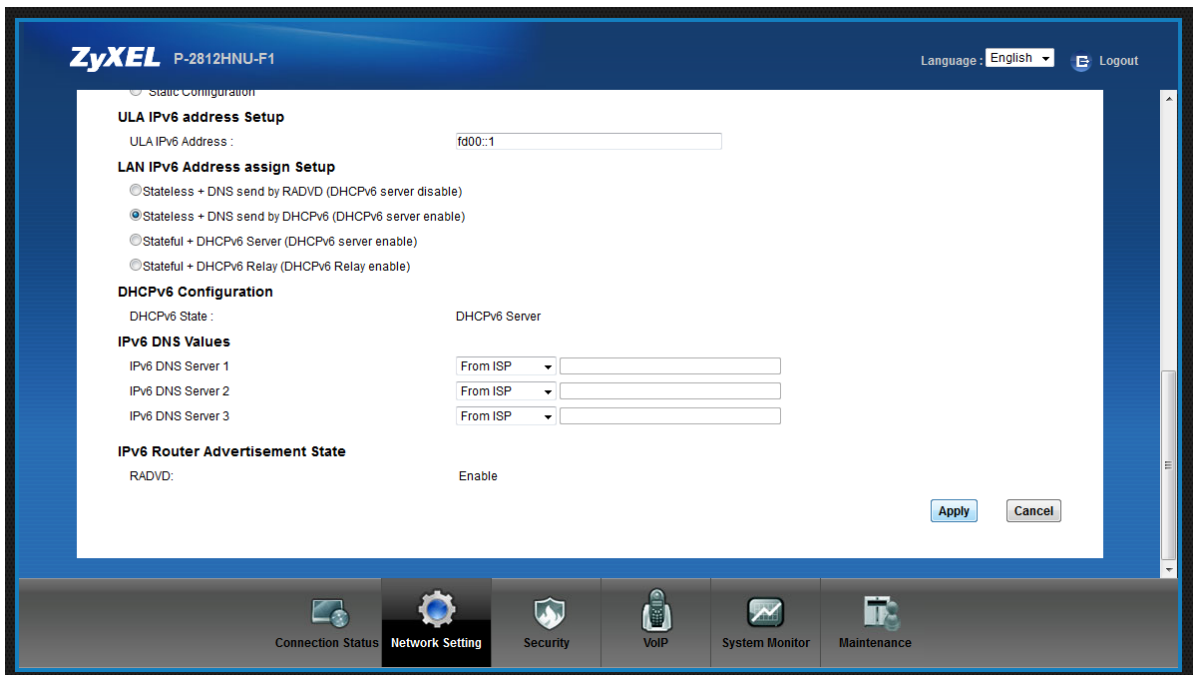 ZyXEL P-2812HNU-F1
Language : English
Logout
Static Configuration
ULA IPv6 address Setup
ULA IPv6 Address : fd00::1
LAN IPv6 Address assign Setup
Stateless + DNS send by RADVD (DHCPv6 server disable)
Stateless + DNS send by DHCPv6 (DHCPv6 server enable)
Stateful + DHCPv6 Server (DHCPv6 server enable)
Stateful + DHCPv6 Relay (DHCPv6 Relay enable)
DHCPv6 Configuration
DHCPv6 State : DHCPv6 Server
IPv6 DNS Values
IPv6 DNS Server 1 From ISP
IPv6 DNS Server 2 From ISP
IPv6 DNS Server 3 From ISP
IPv6 Router Advertisement State
RADVD: Enable
Apply Cancel
Connection Status Network Setting Security VoIP System Monitor Maintenance